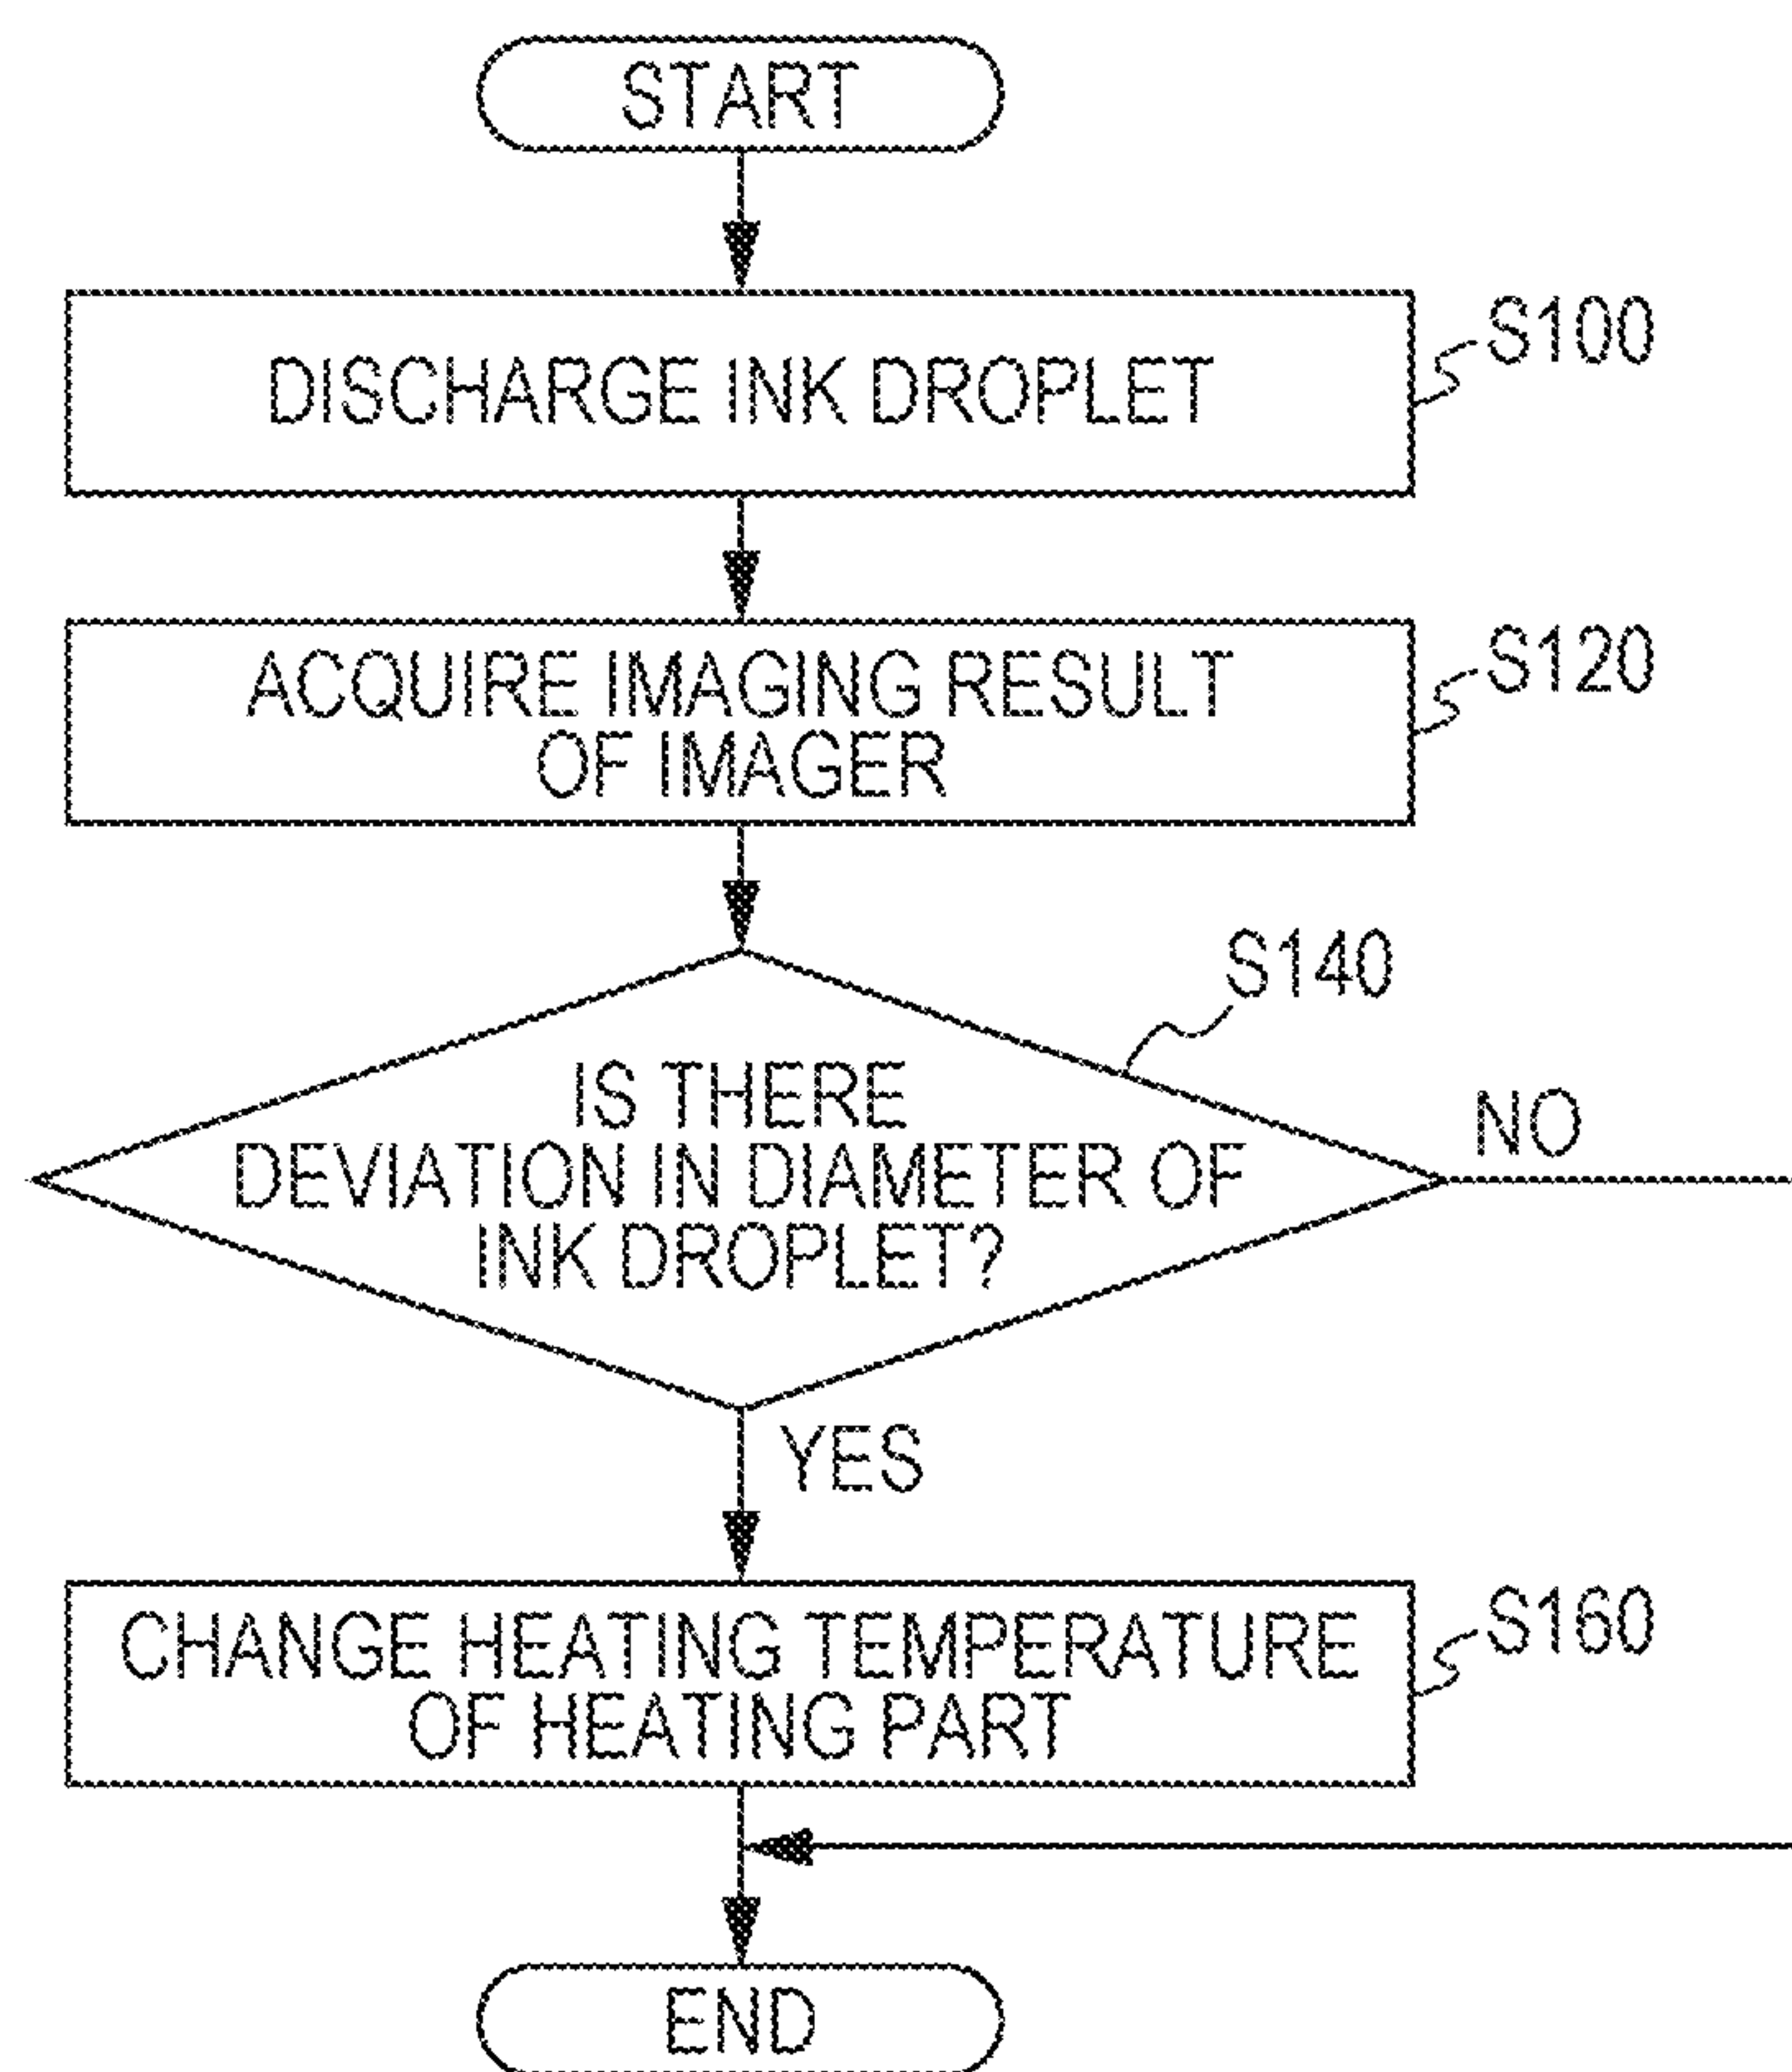 START
DISCHARGE INK DROPLET
S100
ACQUIRE IMAGING RESULT
OF IMAGER
S120
S140
IS THERE
DEVIATION IN DIAMETER OF
INK DROPLET?
NO
YES
CHANGE HEATING TEMPERATURE
OF HEATING PART
S160
END